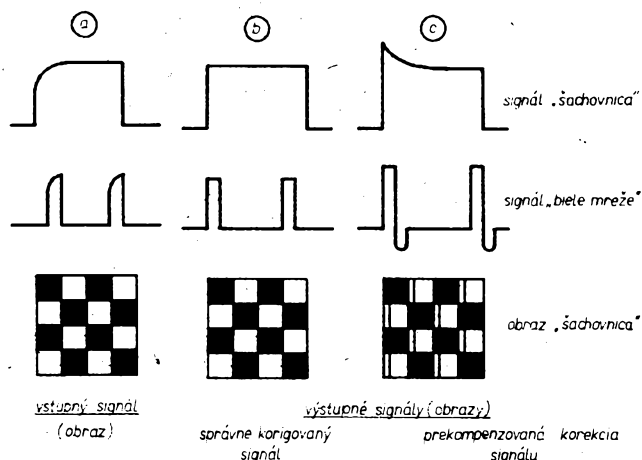 a b c
signál „šachovnica"
signál „biele mreže"
obraz „šachovnica"
vstupný signál
(obraz)
výstupné signály (obrazy)
správne korigovaný
signál
prekompenzovaná korekcia
signálu